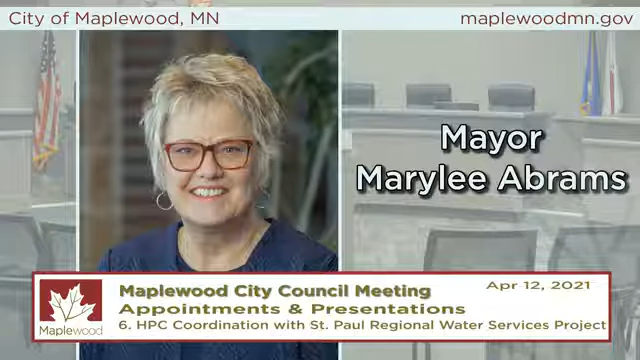 City of Maplewood, MN
maplewoodmn.gov
Mayor
Marylee Abrams
Maplewood City Council Meeting
Apr 12, 2021
Appointments & Presentations
6. HPC Coordination with St. Paul Regional Water Services Project
Maplewood